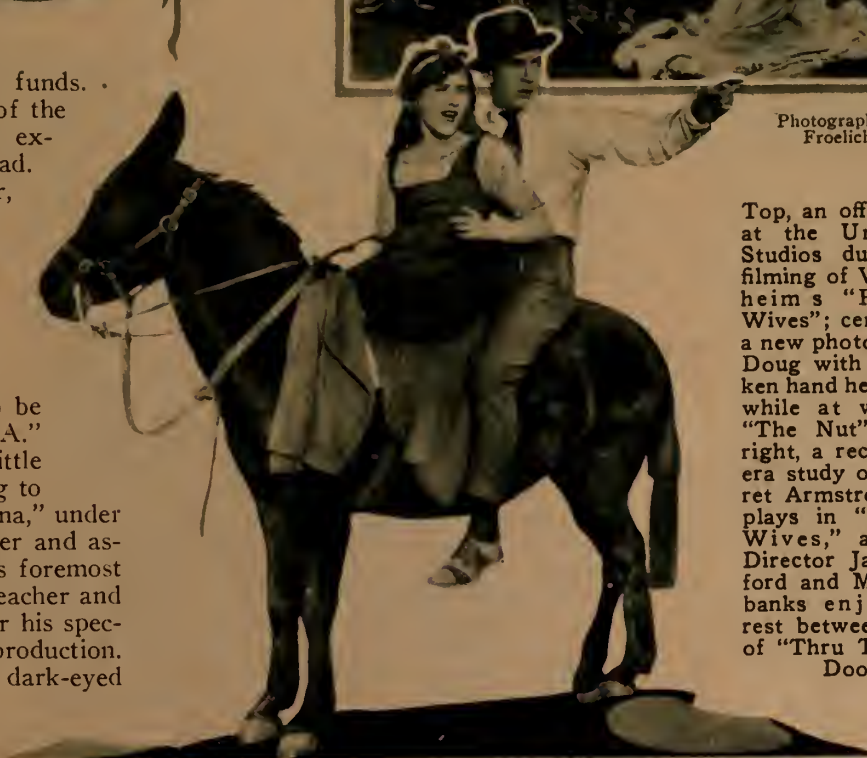 funds.
of the
ex-
ad.
r,
be
A."
ittle
g to
na," under
er and as-
s foremost
eacher and
r his spec-
production.
dark-eyed
Photograph
Froelich
Top, an off
at the Un
Studios du
filming of V
heim s "F
Wives"; cen
a new photo
Doug with
ken hand he
while at w
"The Nut"
right, a rec
era study o
ret Armstro
plays in "
Wives," a
Director Ja
ford and M
banks enj
rest betwee
of "Thru T
Doo